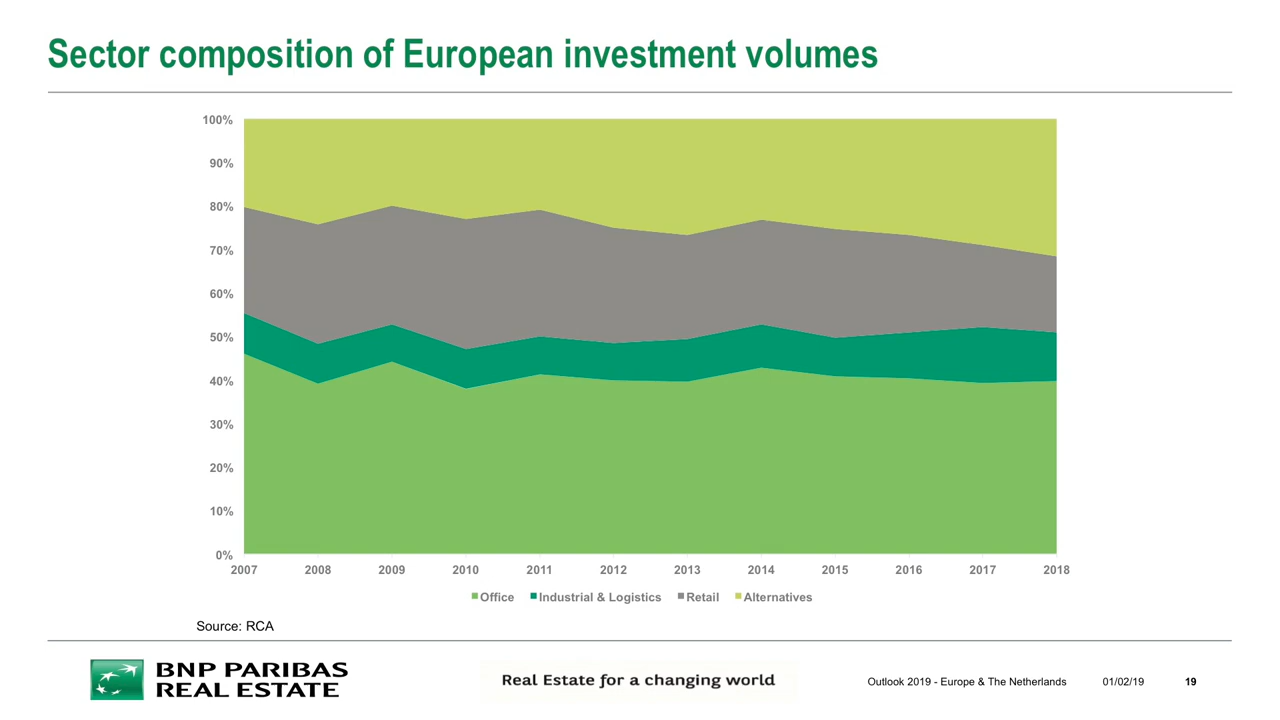 Sector composition of European investment volumes
100%
90%
80%
70%
60%
50%
40%
30%
20%
10%
0%
2007 2008 2009 2010 2011 2012 2013 2014 2015 2016 2017 2018
Office Industrial & Logistics Retail Alternatives
Source: RCA
BNP PARIBAS
REAL ESTATE
Real Estate for a changing world
Outlook 2019 - Europe & The Netherlands 01/02/19 19